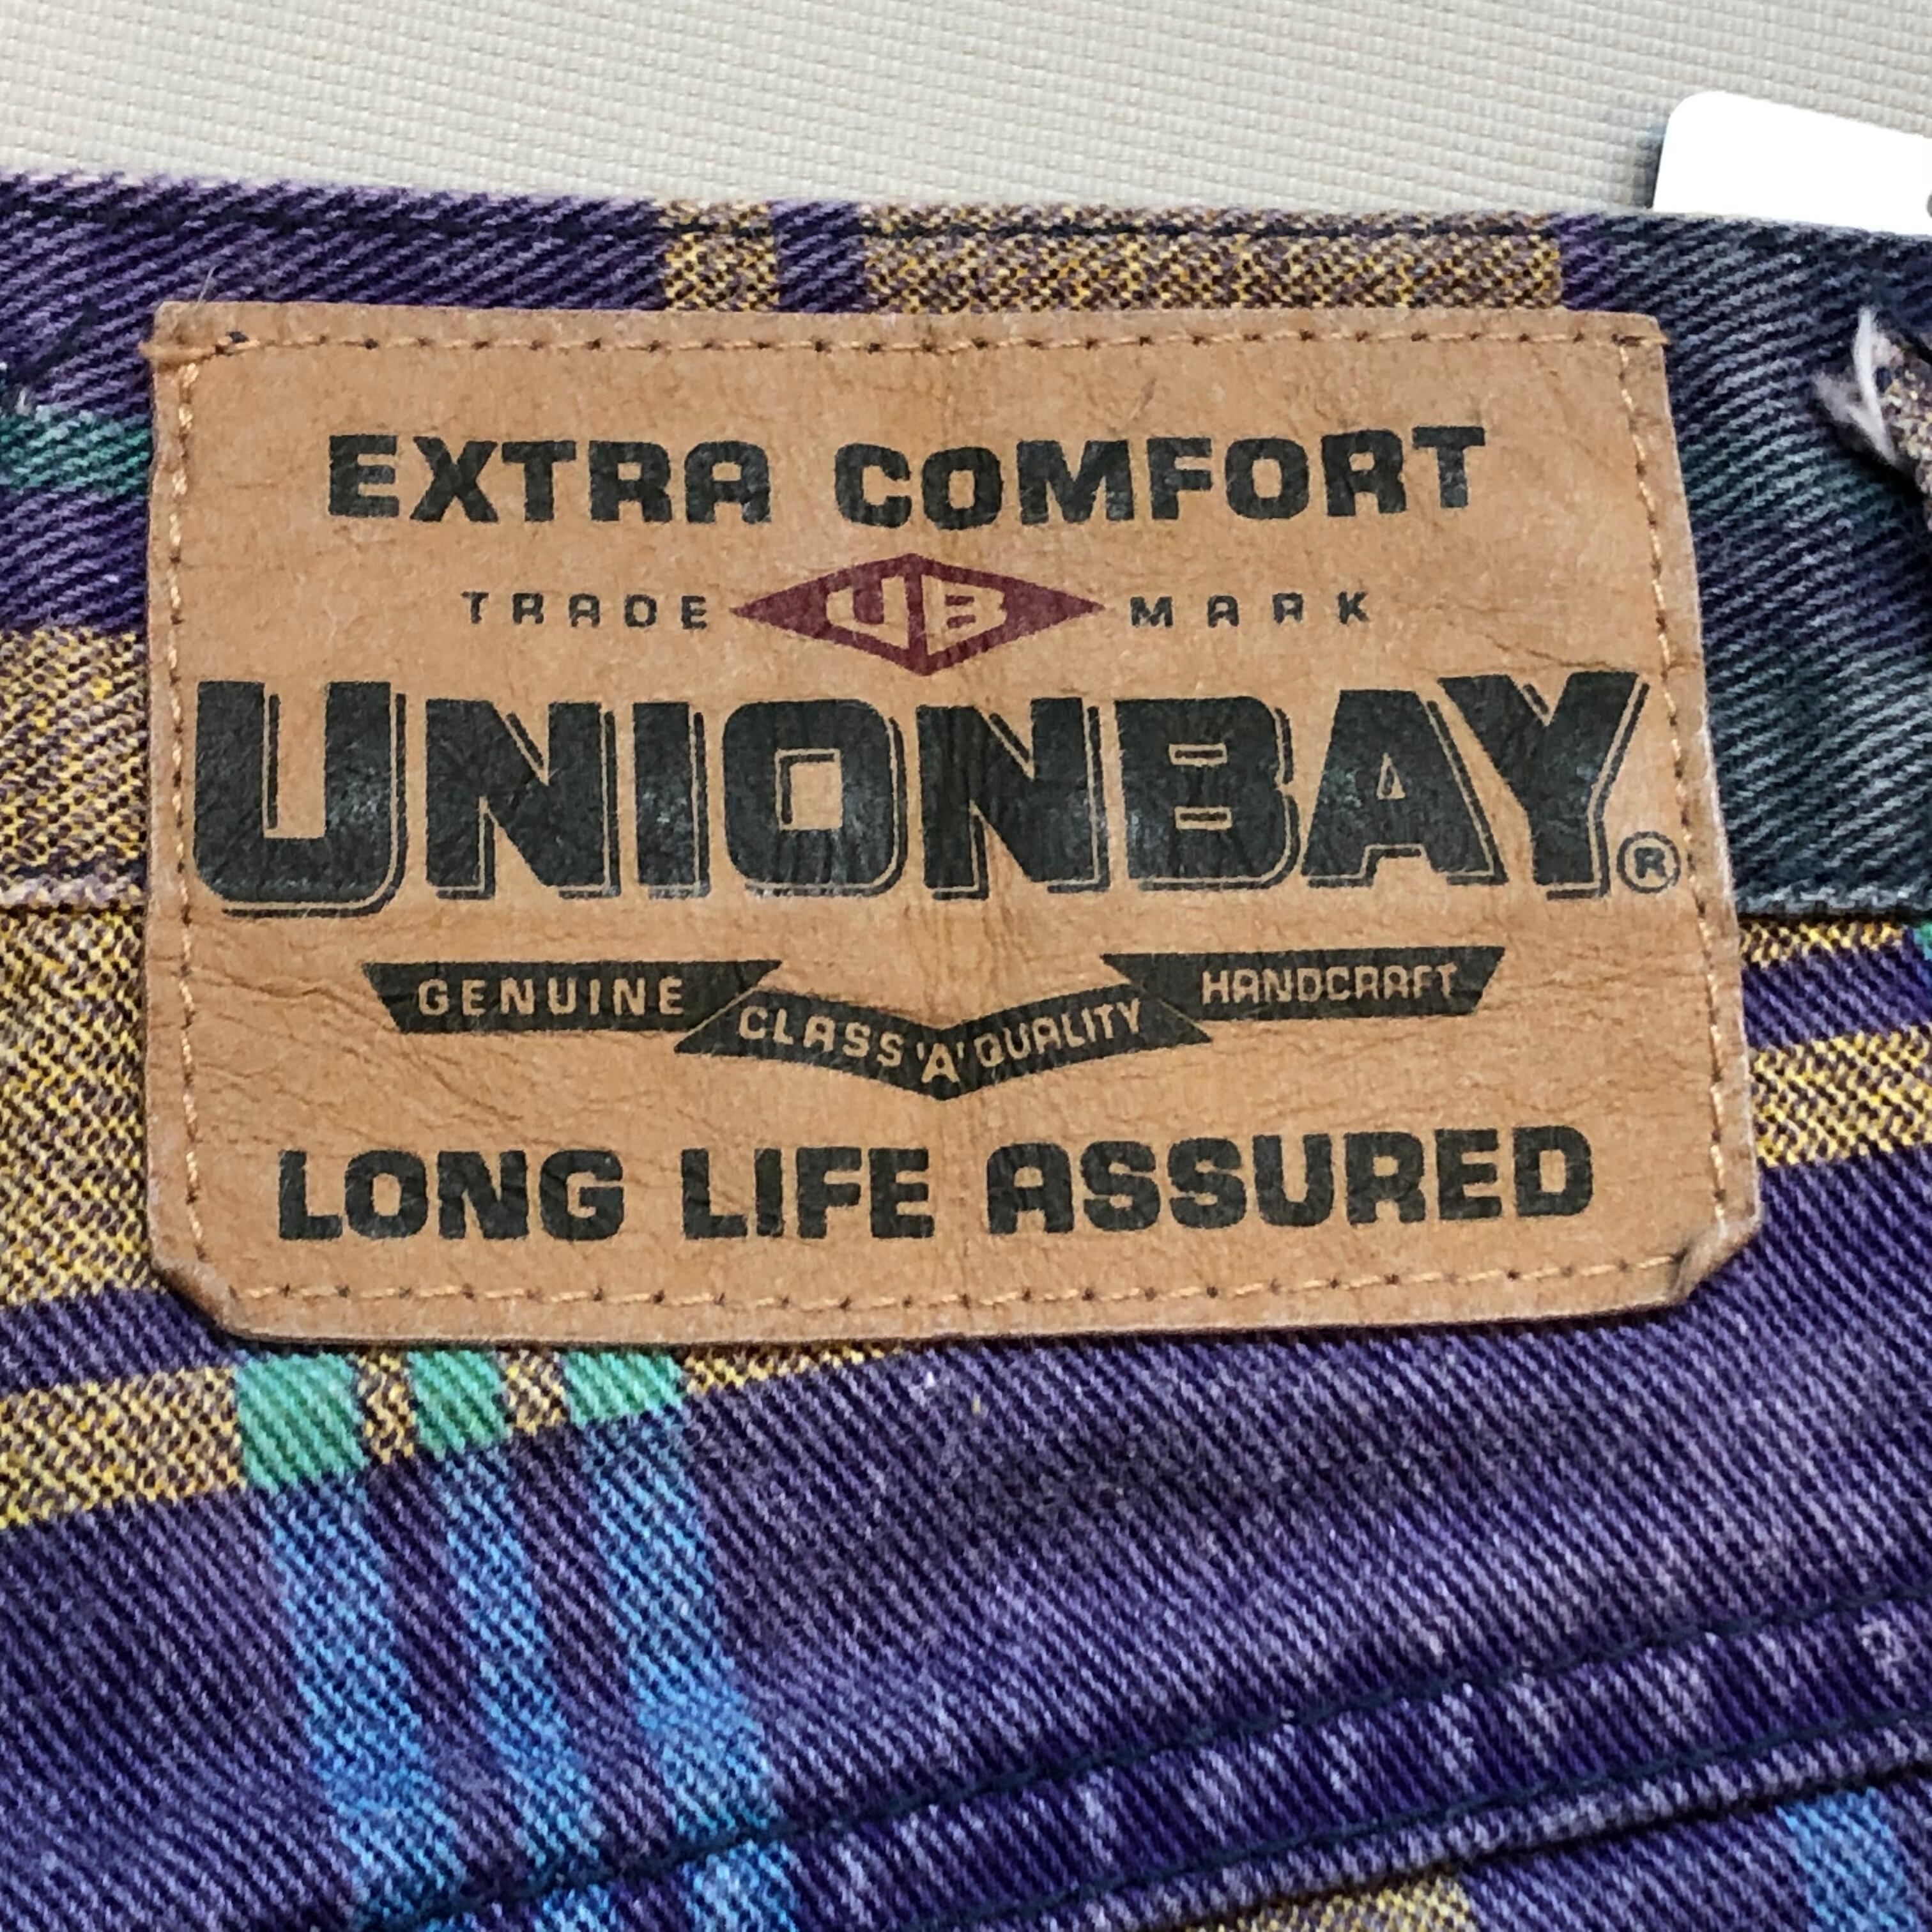 EXTRA COMFORT
TRADE UB MARK
UNIONBAY®
GENUINE CLASS 'A' QUALITY HANDCRAFT
LONG LIFE ASSURED